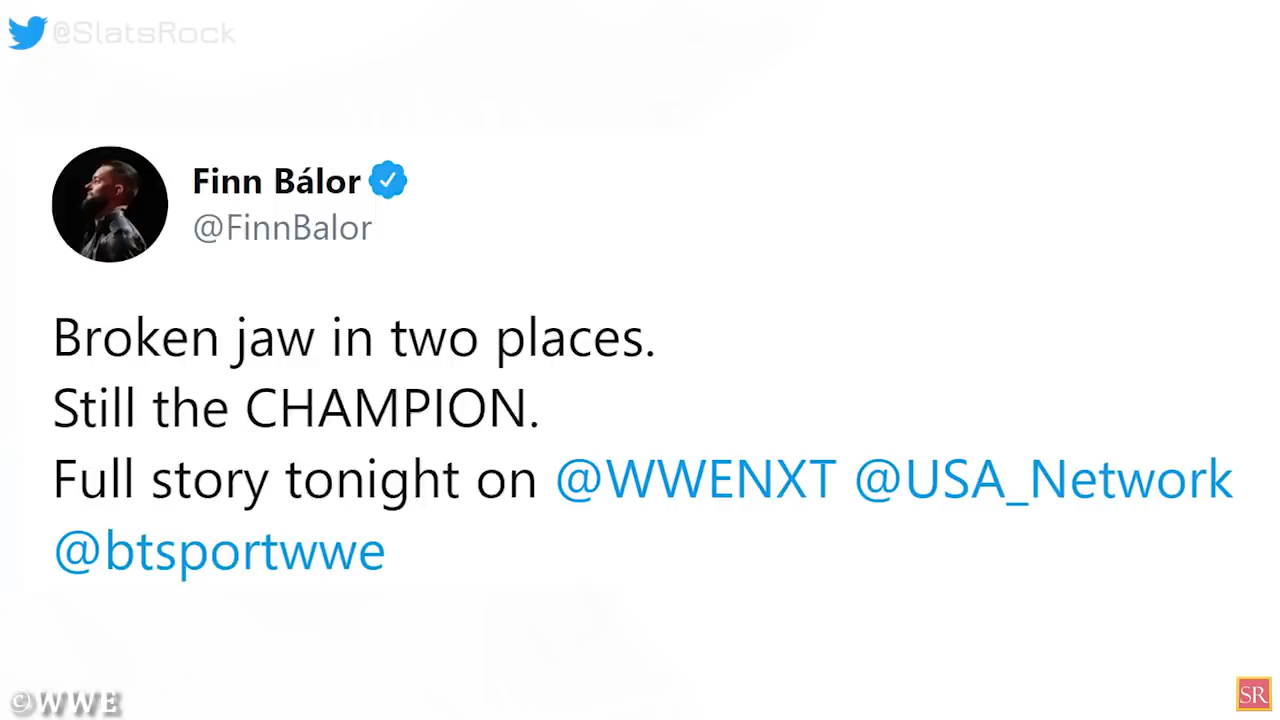 @SlatsRock
Finn Bálor
@FinnBalor
Broken jaw in two places.
Still the CHAMPION.
Full story tonight on @WWENXT @USA_Network
@btsportwwe
©WWE
SR